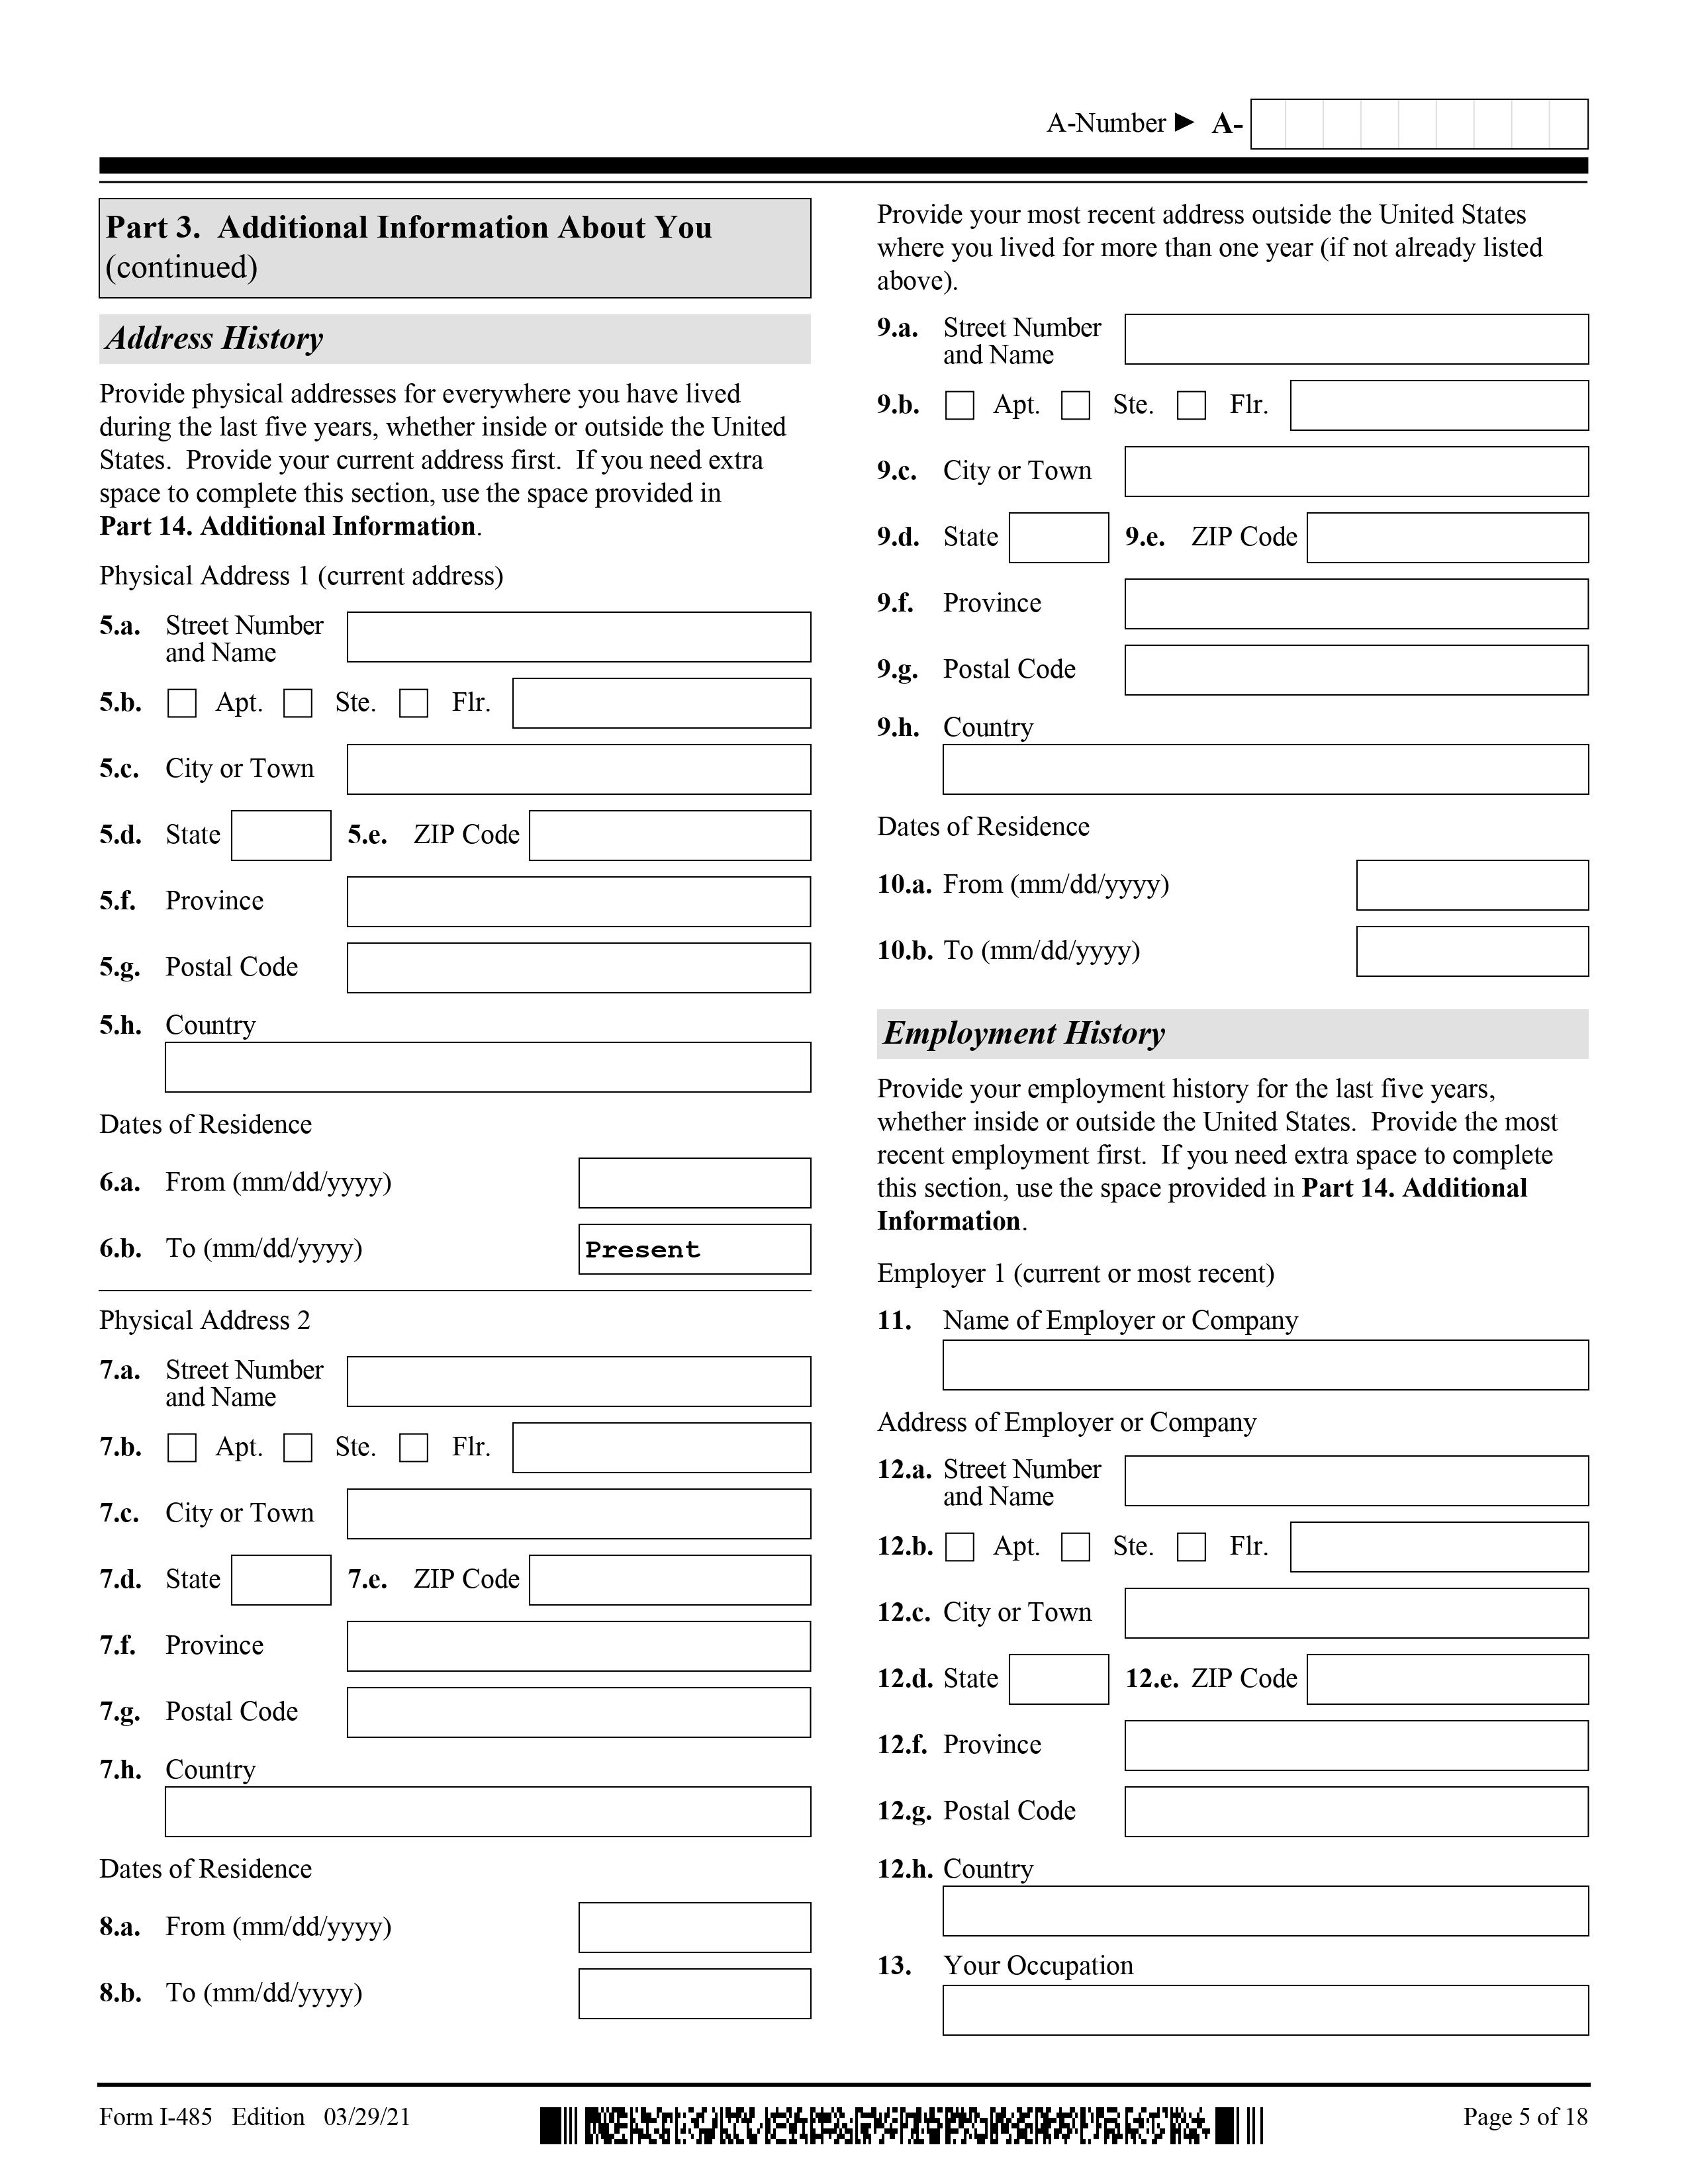 A-Number ► A-
Part 3. Additional Information About You
(continued)
Address History
Provide physical addresses for everywhere you have lived
during the last five years, whether inside or outside the United
States. Provide your current address first. If you need extra
space to complete this section, use the space provided in
Part 14. Additional Information.
Physical Address 1 (current address)
5.a. Street Number
and Name
5.b. Apt. Ste. Flr.
5.c. City or Town
5.d. State 5.e. ZIP Code
5.f. Province
5.g. Postal Code
5.h. Country
Dates of Residence
6.a. From (mm/dd/yyyy)
6.b. To (mm/dd/yyyy) Present
Physical Address 2
7.a. Street Number
and Name
7.b. Apt. Ste. Flr.
7.c. City or Town
7.d. State 7.e. ZIP Code
7.f. Province
7.g. Postal Code
7.h. Country
Dates of Residence
8.a. From (mm/dd/yyyy)
8.b. To (mm/dd/yyyy)
Provide your most recent address outside the United States
where you lived for more than one year (if not already listed
above).
9.a. Street Number
and Name
9.b. Apt. Ste. Flr.
9.c. City or Town
9.d. State 9.e. ZIP Code
9.f. Province
9.g. Postal Code
9.h. Country
Dates of Residence
10.a. From (mm/dd/yyyy)
10.b. To (mm/dd/yyyy)
Employment History
Provide your employment history for the last five years,
whether inside or outside the United States. Provide the most
recent employment first. If you need extra space to complete
this section, use the space provided in Part 14. Additional
Information.
Employer 1 (current or most recent)
11. Name of Employer or Company
Address of Employer or Company
12.a. Street Number
and Name
12.b. Apt. Ste. Flr.
12.c. City or Town
12.d. State 12.e. ZIP Code
12.f. Province
12.g. Postal Code
12.h. Country
13. Your Occupation
Form I-485 Edition 03/29/21
Page 5 of 18